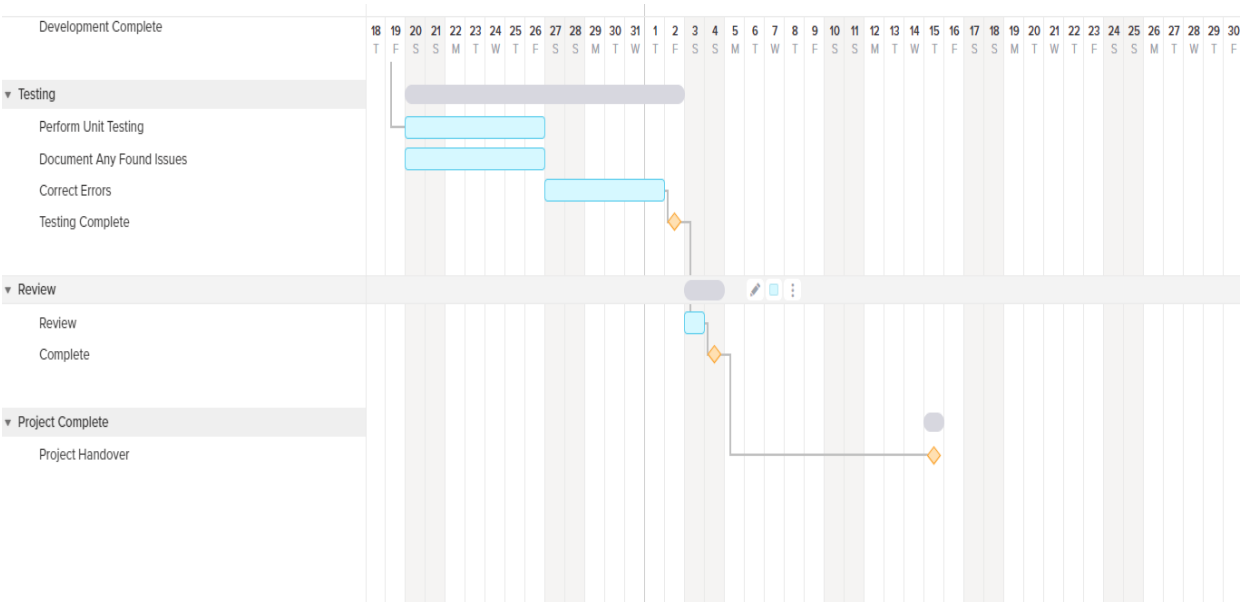 Development Complete
18 19 20 21 22 23 24 25 26 27 28 29 30 31 1 2 3 4 5 6 7 8 9 10 11 12 13 14 15 16 17 18 19 20 21 22 23 24 25 26 27 28 29 30
T F S S M T W T F S S M T W T F S S M T W T F S S M T W T F S S M T W T F S S M T W T F
Testing
Perform Unit Testing
Document Any Found Issues
Correct Errors
Testing Complete
Review
Review
Complete
Project Complete
Project Handover